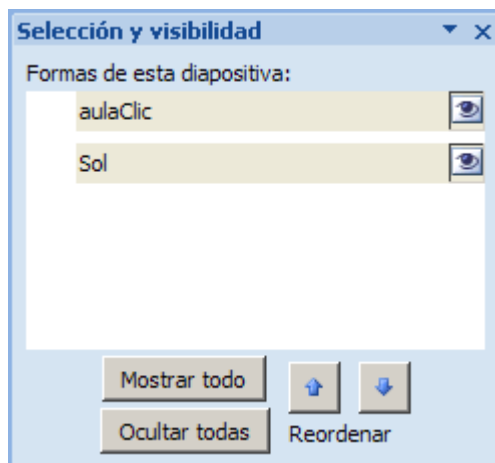 Selección y visibilidad
Formas de esta diapositiva:
aulaClic
Sol
Mostrar todo
Ocultar todas
Reordenar